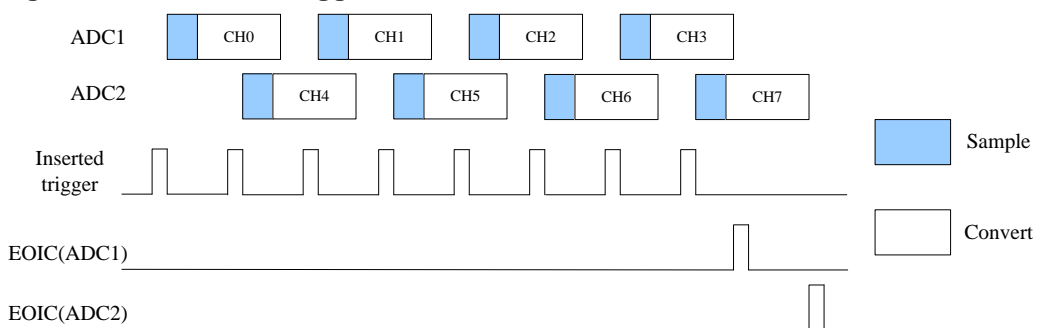 ADC1 CH0 CH1 CH2 CH3
ADC2 CH4 CH5 CH6 CH7
Sample
Inserted
trigger
Convert
EOIC(ADC1)
EOIC(ADC2)